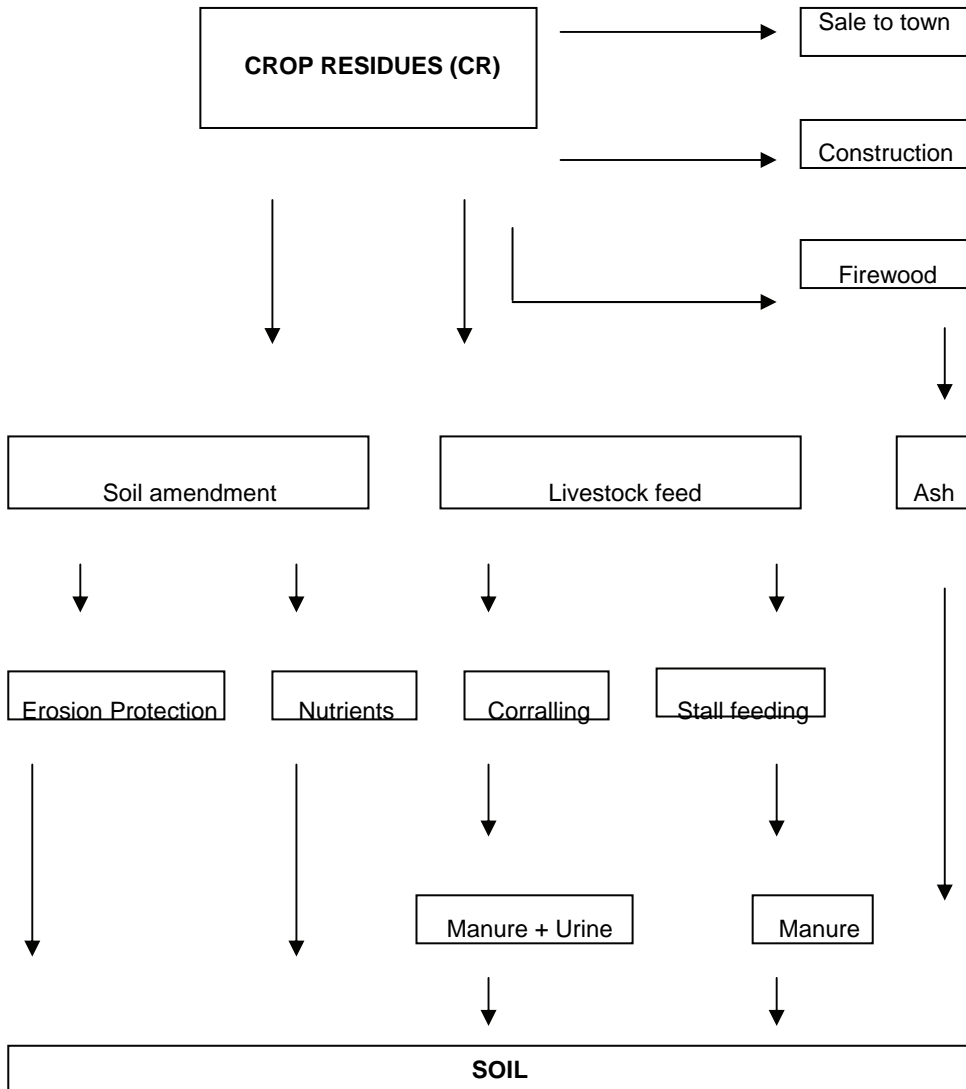 Sale to town
CROP RESIDUES (CR)
Construction
Firewood
Soil amendment
Livestock feed
Ash
Erosion Protection
Nutrients
Corralling
Stall feeding
Manure + Urine
Manure
SOIL